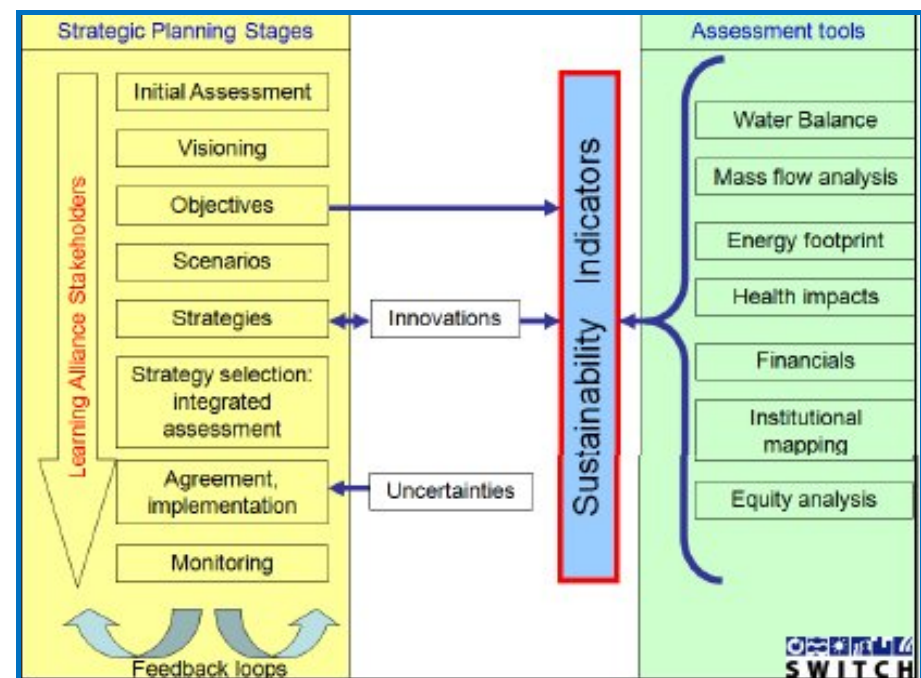 Strategic Planning Stages
Learning Alliance Stakeholders
Initial Assessment
Visioning
Objectives
Scenarios
Strategies
Strategy selection:
integrated
assessment
Agreement,
implementation
Monitoring
Feedback loops
Innovations
Uncertainties
Sustainability Indicators
Assessment tools
Water Balance
Mass flow analysis
Energy footprint
Health impacts
Financials
Institutional
mapping
Equity analysis
SWITCH